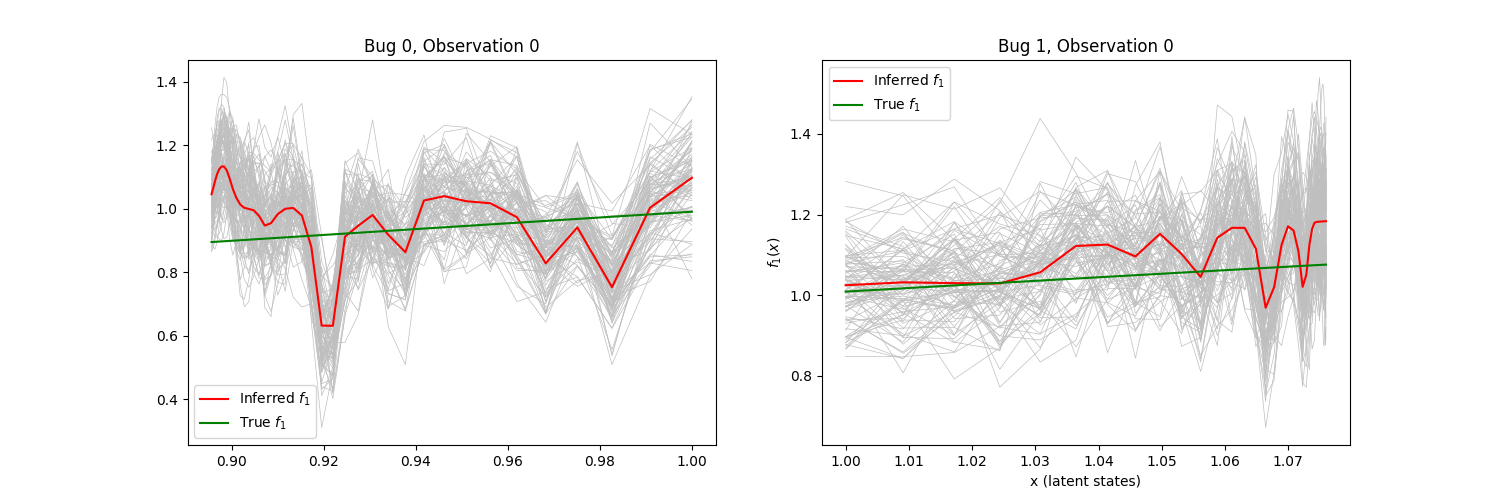 Bug 0, Observation 0
1.4
1.2
1.0
0.8
0.6
0.4
Inferred f₁
True f₁
0.90 0.92 0.94 0.96 0.98 1.00
Bug 1, Observation 0
Inferred f₁
True f₁
f₁(x)
1.4
1.2
1.0
0.8
1.00 1.01 1.02 1.03 1.04 1.05 1.06 1.07
x (latent states)